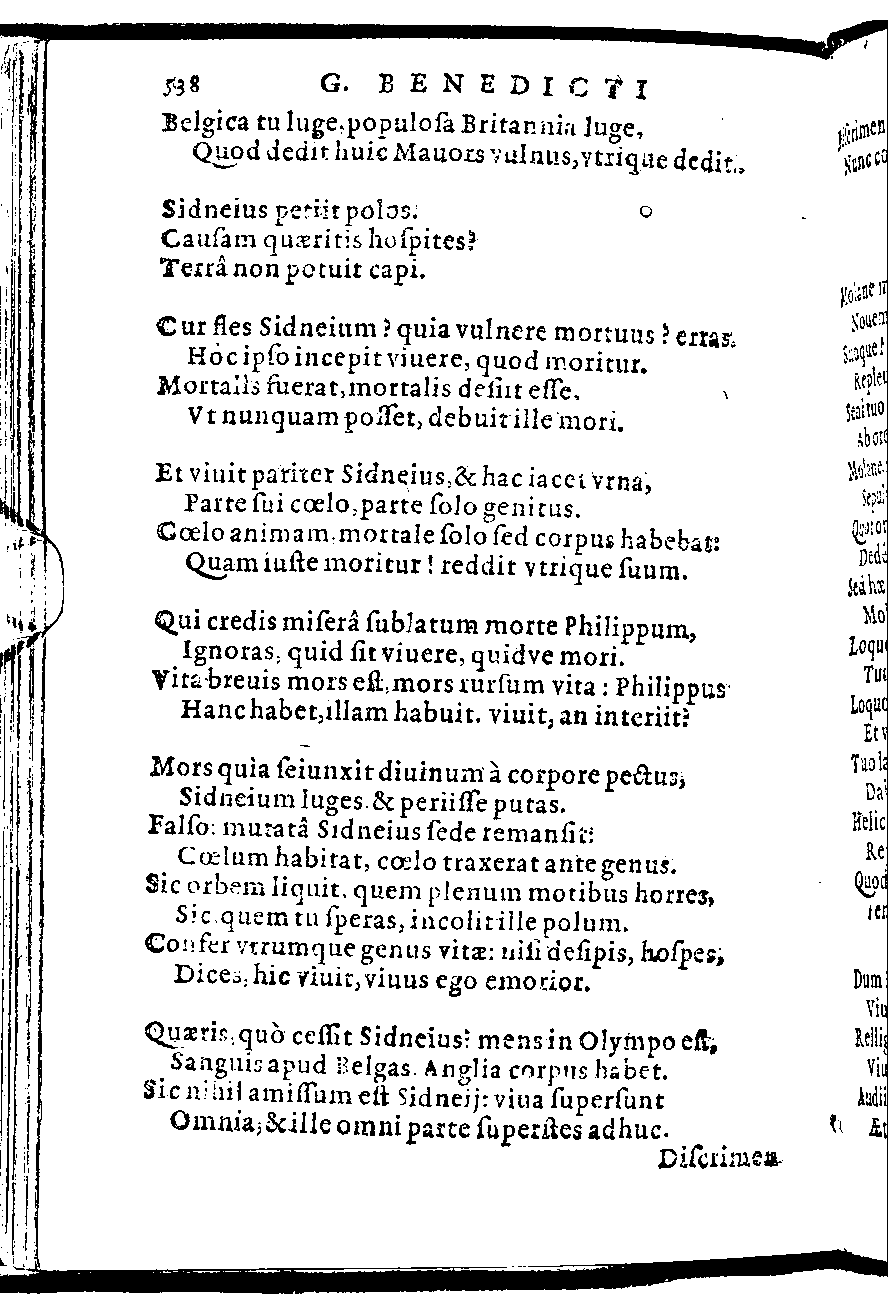 538 G. BENEDICTI
Belgica tu luge, populoſa Britannia luge,
Quod dedit huic Mauors vulnus, vtrique dedit.
Sidneius petiit polos.
Cauſam quæritis hoſpites?
Terrâ non potuit capi.
Cur fles Sidneium? quia vulnere mortuus? erras.
Hòc ipſo incepit viuere, quod moritur.
Mortalis fuerat, mortalis deſiit eſſe.
Vt nunquam poſſet, debuit ille mori.
Et viuit pariter Sidneius, & hac iacet vrna,
Parte ſui cœlo, parte ſolo genitus.
Cœlo animam, mortale ſolo ſed corpus habebat:
Quam iuſte moritur! reddit vtrique ſuum.
Qui credis miſerâ ſublatum morte Philippum,
Ignoras, quid ſit viuere, quidve mori.
Vita breuis mors eſt, mors rurſum vita: Philippus
Hanc habet, illam habuit. viuit, an interiit?
Mors quia ſeiunxit diuinum à corpore pectus,
Sidneium luges, & periiſſe putas.
Falſo: mutatâ Sidneius ſede remanſit:
Cœlum habitat, cœlo traxerat ante genus.
Sic orbem liquit, quem plenum motibus horres,
Sic quem tu ſperas, incolit ille polum.
Confer vtrumque genus vitæ: niſi deſipis, hoſpes,
Dices, hic viuit, viuus ego emorior.
Quæris, quò ceſſit Sidneius? mens in Olympo eſt,
Sanguis apud Belgas, Anglia corpus habet.
Sic nihil amiſſum eſt Sidneij: viua ſuperſunt
Omnia, & ille omni parte ſuperſtes adhuc.
Diſcrimen